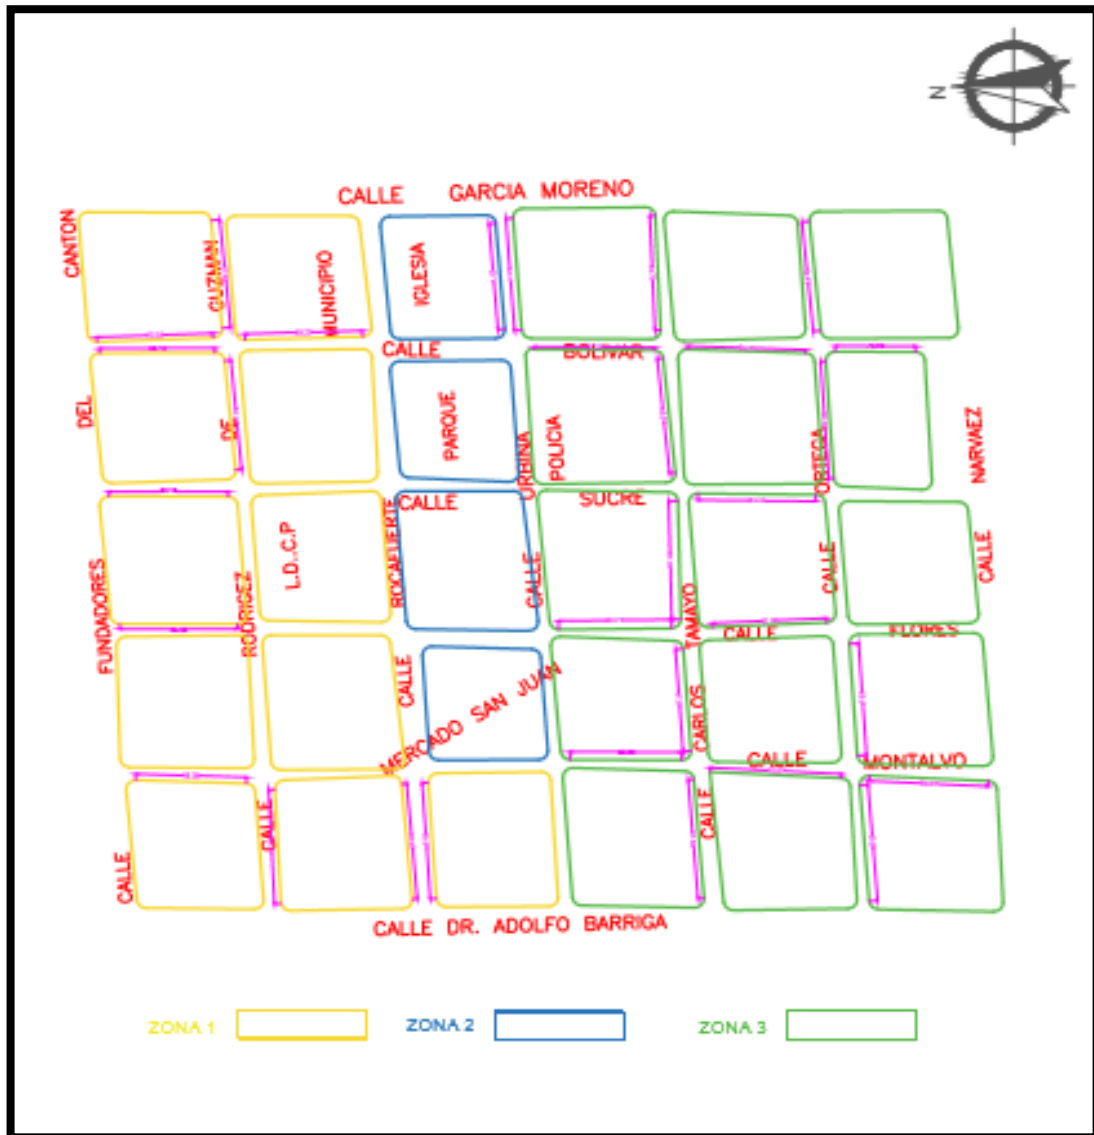 N
CALLE GARCIA MORENO
CANTON
GUZMAN
MUNICIPIO
IGLESIA
CALLE BOLIVAR
DEL
DE
PARQUE
URBINA
POLICIA
ORTEGA
NARVAEZ
CALLE SUCRE
FUNDADORES
RODRIGEZ
L.D..C.P
ROCAFUERTE
CALLE
TAMAYO
CALLE
CALLE
CALLE FLORES
CALLE
MERCADO SAN JUAN
CARLOS
CALLE MONTALVO
CALLE
CALLE
CALLE
CALLE DR. ADOLFO BARRIGA
ZONA 1 ZONA 2 ZONA 3